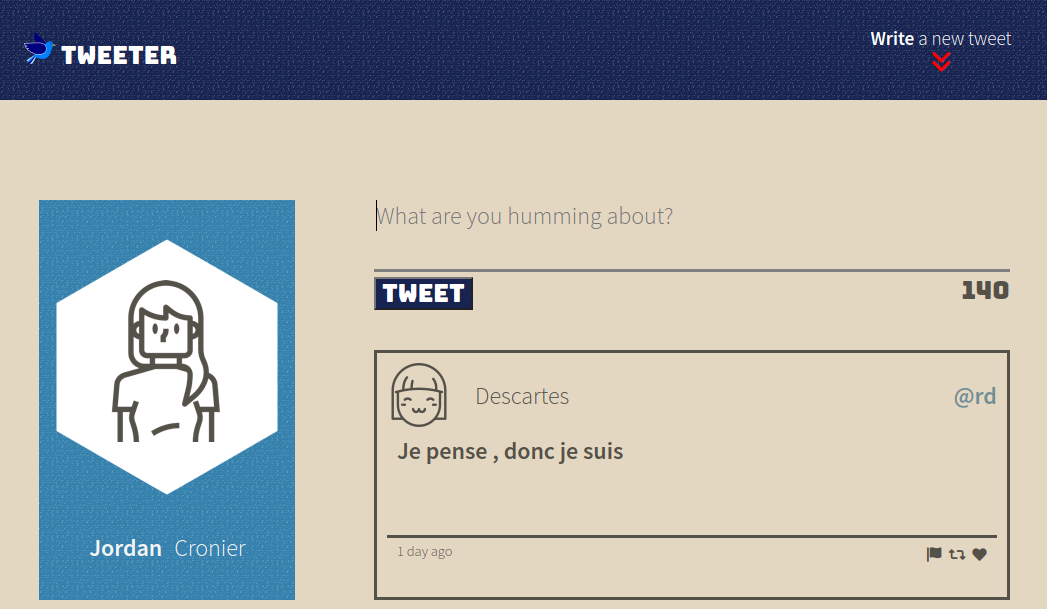 TWEETER
Write a new tweet
What are you humming about?
TWEET
140
Descartes
@rd
Je pense , donc je suis
1 day ago
Jordan Cronier